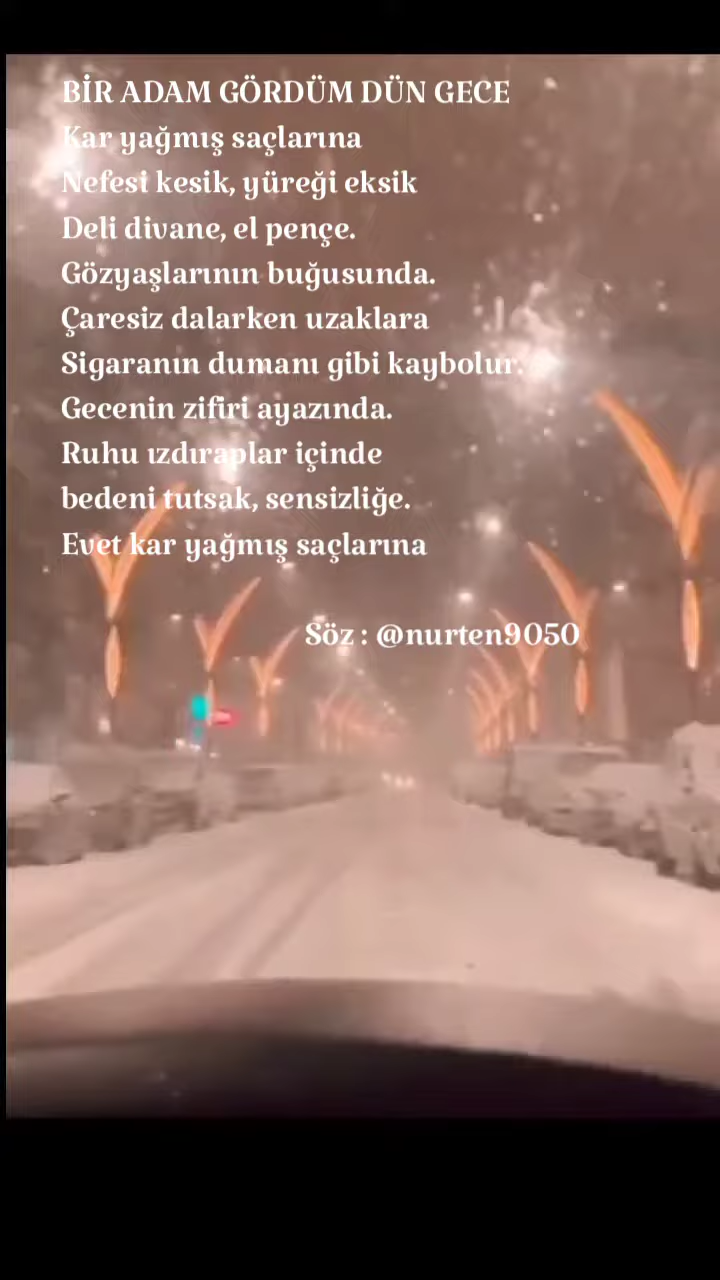 BİR ADAM GÖRDÜM DÜN GECE
Kar yağmış saçlarına
Nefesi kesik, yüreği eksik
Deli divane, el pençe.
Gözyaşlarının buğusunda.
Çaresiz dalarken uzaklara
Sigaranın dumanı gibi kaybolur.
Gecenin zifiri ayazında.
Ruhu ızdıraplar içinde
bedeni tutsak, sensizliğe.
Evet kar yağmış saçlarına
Söz : @nurten9050